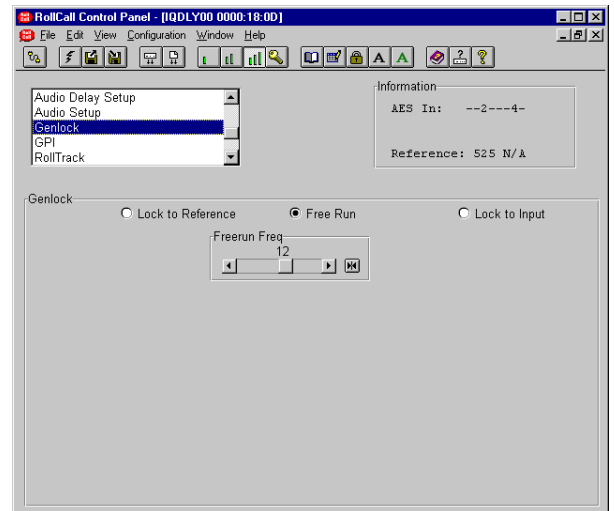 RollCall Control Panel - [IQDLY00 0000:18:0D]
File Edit View Configuration Window Help
A A ?
Audio Delay Setup
Audio Setup
Genlock
GPI
RollTrack
Information
AES In: --2---4-
Reference: 525 N/A
Genlock
Lock to Reference Free Run Lock to Input
Freerun Freq
12